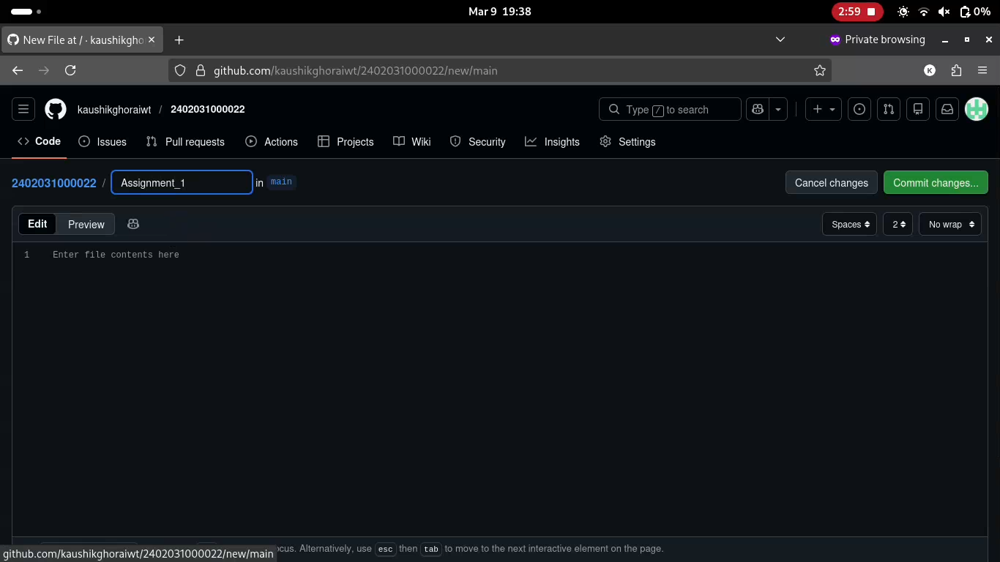 Mar 9 19:38
2:59
0%
New File at / · kaushikgho
Private browsing
github.com/kaushikghoraiwt/2402031000022/new/main
K
kaushikghoraiwt / 2402031000022
Type / to search
Code
Issues
Pull requests
Actions
Projects
Wiki
Security
Insights
Settings
2402031000022 / Assignment_1 in main
Cancel changes
Commit changes...
Edit
Preview
Spaces
2
No wrap
1 Enter file contents here
ocus. Alternatively, use esc then tab to move to the next interactive element on the page.
github.com/kaushikghoraiwt/2402031000022/new/main